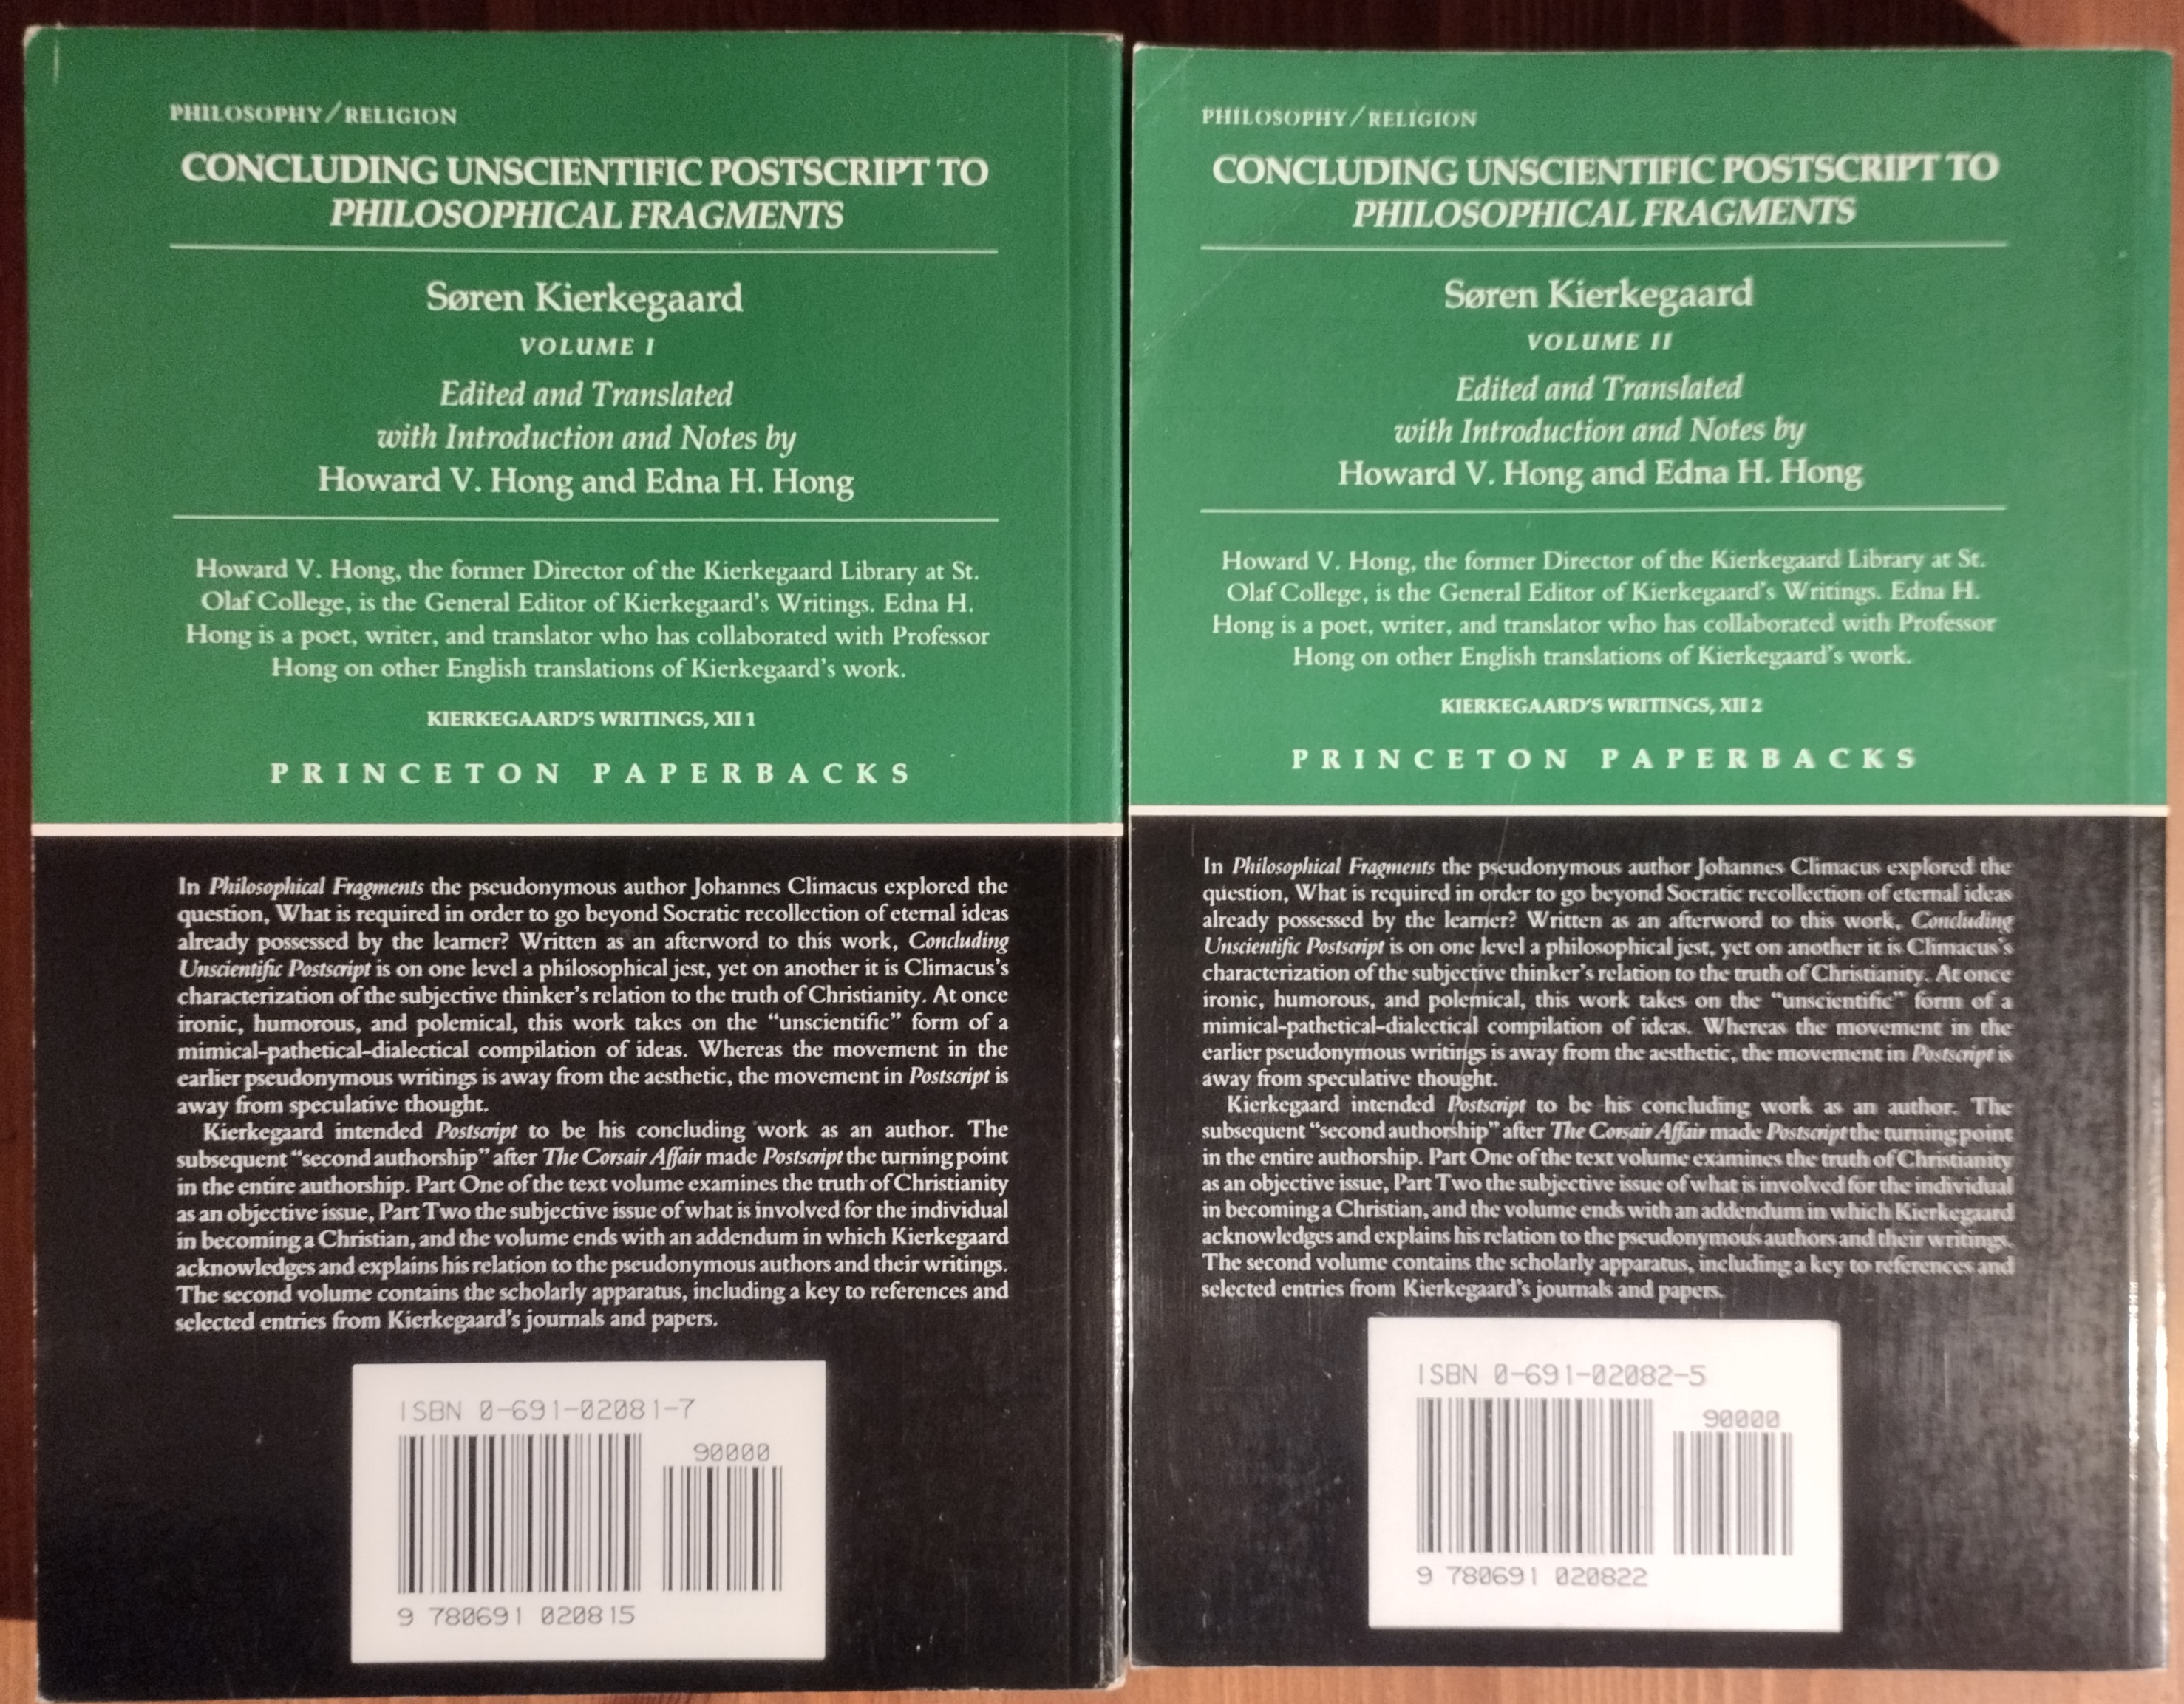 PHILOSOPHY/RELIGION
CONCLUDING UNSCIENTIFIC POSTSCRIPT TO
PHILOSOPHICAL FRAGMENTS
Søren Kierkegaard
VOLUME I
Edited and Translated
with Introduction and Notes by
Howard V. Hong and Edna H. Hong
Howard V. Hong, the former Director of the Kierkegaard Library at St.
Olaf College, is the General Editor of Kierkegaard's Writings. Edna H.
Hong is a poet, writer, and translator who has collaborated with Professor
Hong on other English translations of Kierkegaard's work.
KIERKEGAARD'S WRITINGS, XII 1
PRINCETON PAPERBACKS
In Philosophical Fragments the pseudonymous author Johannes Climacus explored the
question, What is required in order to go beyond Socratic recollection of eternal ideas
already possessed by the learner? Written as an afterword to this work, Concluding
Unscientific Postscript is on one level a philosophical jest, yet on another it is Climacus's
characterization of the subjective thinker's relation to the truth of Christianity. At once
ironic, humorous, and polemical, this work takes on the “unscientific” form of a
mimical-pathetical-dialectical compilation of ideas. Whereas the movement in the
earlier pseudonymous writings is away from the aesthetic, the movement in Postscript is
away from speculative thought.
Kierkegaard intended Postscript to be his concluding work as an author. The
subsequent “second authorship” after The Corsair Affair made Postscript the turning point
in the entire authorship. Part One of the text volume examines the truth of Christianity
as an objective issue, Part Two the subjective issue of what is involved for the individual
in becoming a Christian, and the volume ends with an addendum in which Kierkegaard
acknowledges and explains his relation to the pseudonymous authors and their writings.
The second volume contains the scholarly apparatus, including a key to references and
selected entries from Kierkegaard's journals and papers.
ISBN 0-691-02081-7
90000
9 780691 020815
PHILOSOPHY/RELIGION
CONCLUDING UNSCIENTIFIC POSTSCRIPT TO
PHILOSOPHICAL FRAGMENTS
Søren Kierkegaard
VOLUME II
Edited and Translated
with Introduction and Notes by
Howard V. Hong and Edna H. Hong
Howard V. Hong, the former Director of the Kierkegaard Library at St.
Olaf College, is the General Editor of Kierkegaard's Writings. Edna H.
Hong is a poet, writer, and translator who has collaborated with Professor
Hong on other English translations of Kierkegaard's work.
KIERKEGAARD'S WRITINGS, XII 2
PRINCETON PAPERBACKS
In Philosophical Fragments the pseudonymous author Johannes Climacus explored the
question, What is required in order to go beyond Socratic recollection of eternal ideas
already possessed by the learner? Written as an afterword to this work, Concluding
Unscientific Postscript is on one level a philosophical jest, yet on another it is Climacus's
characterization of the subjective thinker's relation to the truth of Christianity. At once
ironic, humorous, and polemical, this work takes on the “unscientific” form of a
mimical-pathetical-dialectical compilation of ideas. Whereas the movement in the
earlier pseudonymous writings is away from the aesthetic, the movement in Postscript is
away from speculative thought.
Kierkegaard intended Postscript to be his concluding work as an author. The
subsequent “second authorship” after The Corsair Affair made Postscript the turning point
in the entire authorship. Part One of the text volume examines the truth of Christianity
as an objective issue, Part Two the subjective issue of what is involved for the individual
in becoming a Christian, and the volume ends with an addendum in which Kierkegaard
acknowledges and explains his relation to the pseudonymous authors and their writings.
The second volume contains the scholarly apparatus, including a key to references and
selected entries from Kierkegaard's journals and papers.
ISBN 0-691-02082-5
90000
9 780691 020822